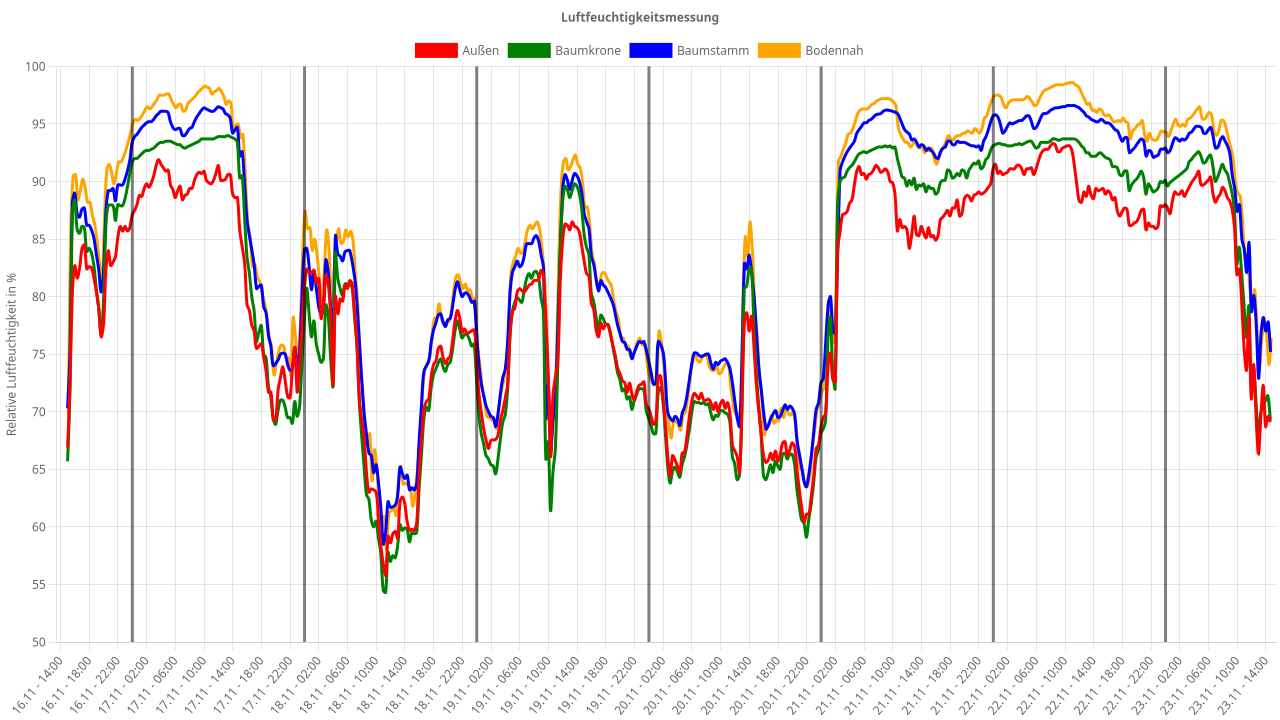 Luftfeuchtigkeitsmessung
Außen Baumkrone Baumstamm Bodennah
Relative Luftfeuchtigkeit in %
100
95
90
85
80
75
70
65
60
55
50
16.11 - 14:00
16.11 - 18:00
16.11 - 22:00
17.11 - 02:00
17.11 - 06:00
17.11 - 10:00
17.11 - 14:00
17.11 - 18:00
17.11 - 22:00
18.11 - 02:00
18.11 - 06:00
18.11 - 10:00
18.11 - 14:00
18.11 - 18:00
18.11 - 22:00
19.11 - 02:00
19.11 - 06:00
19.11 - 10:00
19.11 - 14:00
19.11 - 18:00
19.11 - 22:00
20.11 - 02:00
20.11 - 06:00
20.11 - 10:00
20.11 - 14:00
20.11 - 18:00
20.11 - 22:00
21.11 - 02:00
21.11 - 06:00
21.11 - 10:00
21.11 - 14:00
21.11 - 18:00
21.11 - 22:00
22.11 - 02:00
22.11 - 06:00
22.11 - 10:00
22.11 - 14:00
22.11 - 18:00
22.11 - 22:00
23.11 - 02:00
23.11 - 06:00
23.11 - 10:00
23.11 - 14:00